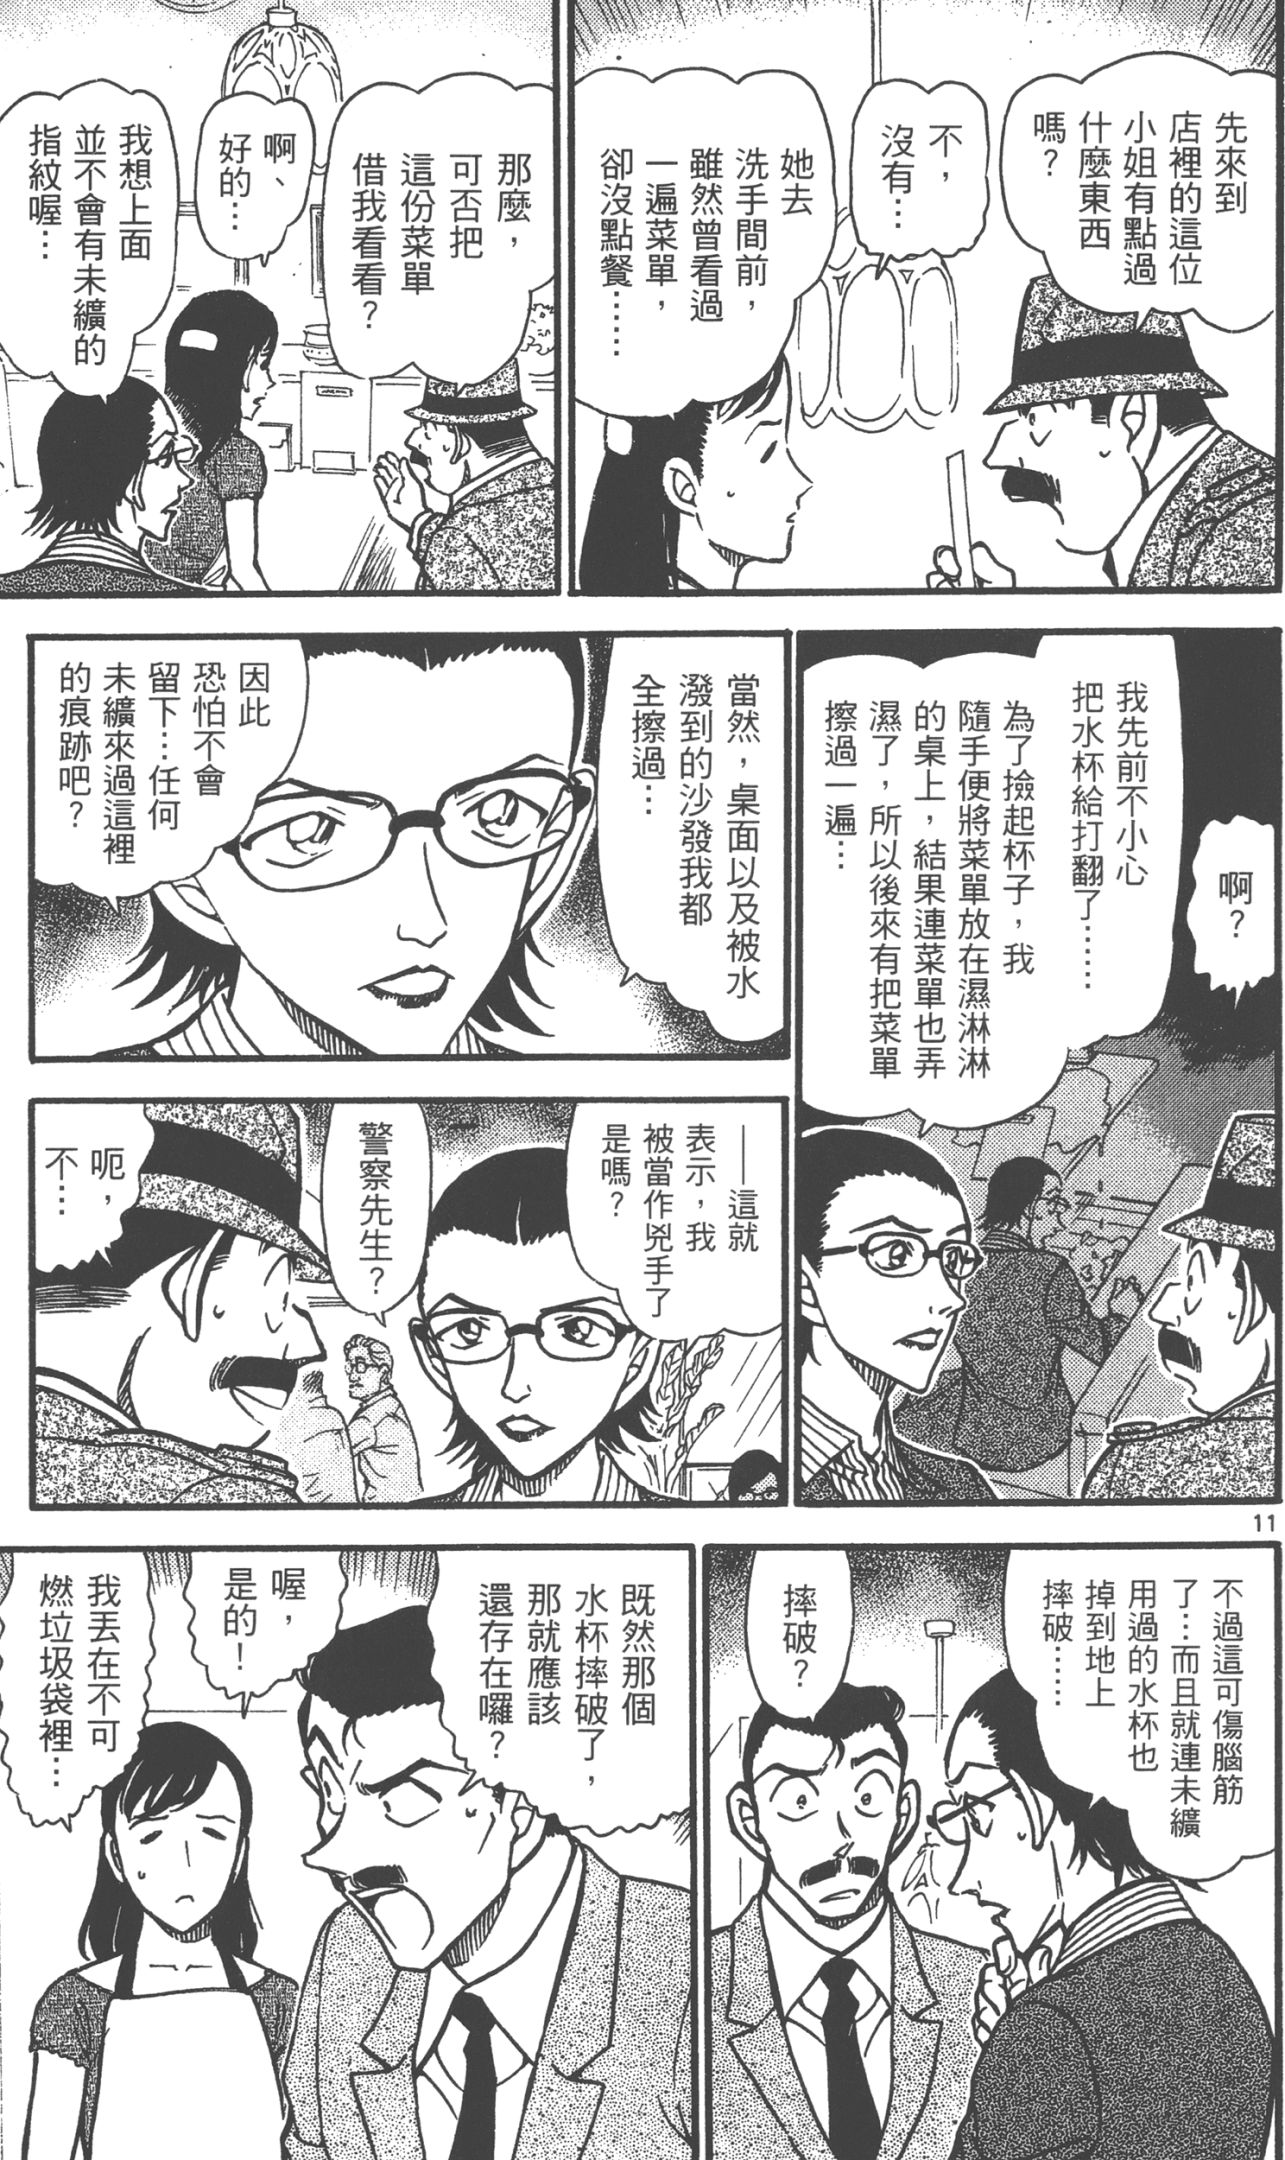 先來到
店裡的這位
小姐有點過
什麼東西
嗎？
不，
沒有…
她去
洗手間前，
雖然曾看過
一遍菜單，
卻沒點餐……
那麼，
可否把
這份菜單
借我看看？
啊、
好的…
我想上面
並不會有未纊的
指紋喔…
啊？
我先前不小心
把水杯給打翻了……
為了撿起杯子，我
隨手便將菜單放在濕淋淋
的桌上，結果連菜單也弄
濕了，所以後來有把菜單
擦過一遍…
當然，桌面以及被水
潑到的沙發我都
全擦過…
因此
恐怕不會
留下…任何
未纊來過這裡
的痕跡吧？
——這就
表示，我
被當作兇手了
是嗎？
警察先生？
呃，
不…
11
不過這可傷腦筋
了…而且就連未纊
用過的水杯也
掉到地上
摔破……
摔破？
既然那個
水杯摔破了，
那就應該
還存在囉？
喔，
是的！
我丟在不可
燃垃圾袋裡…